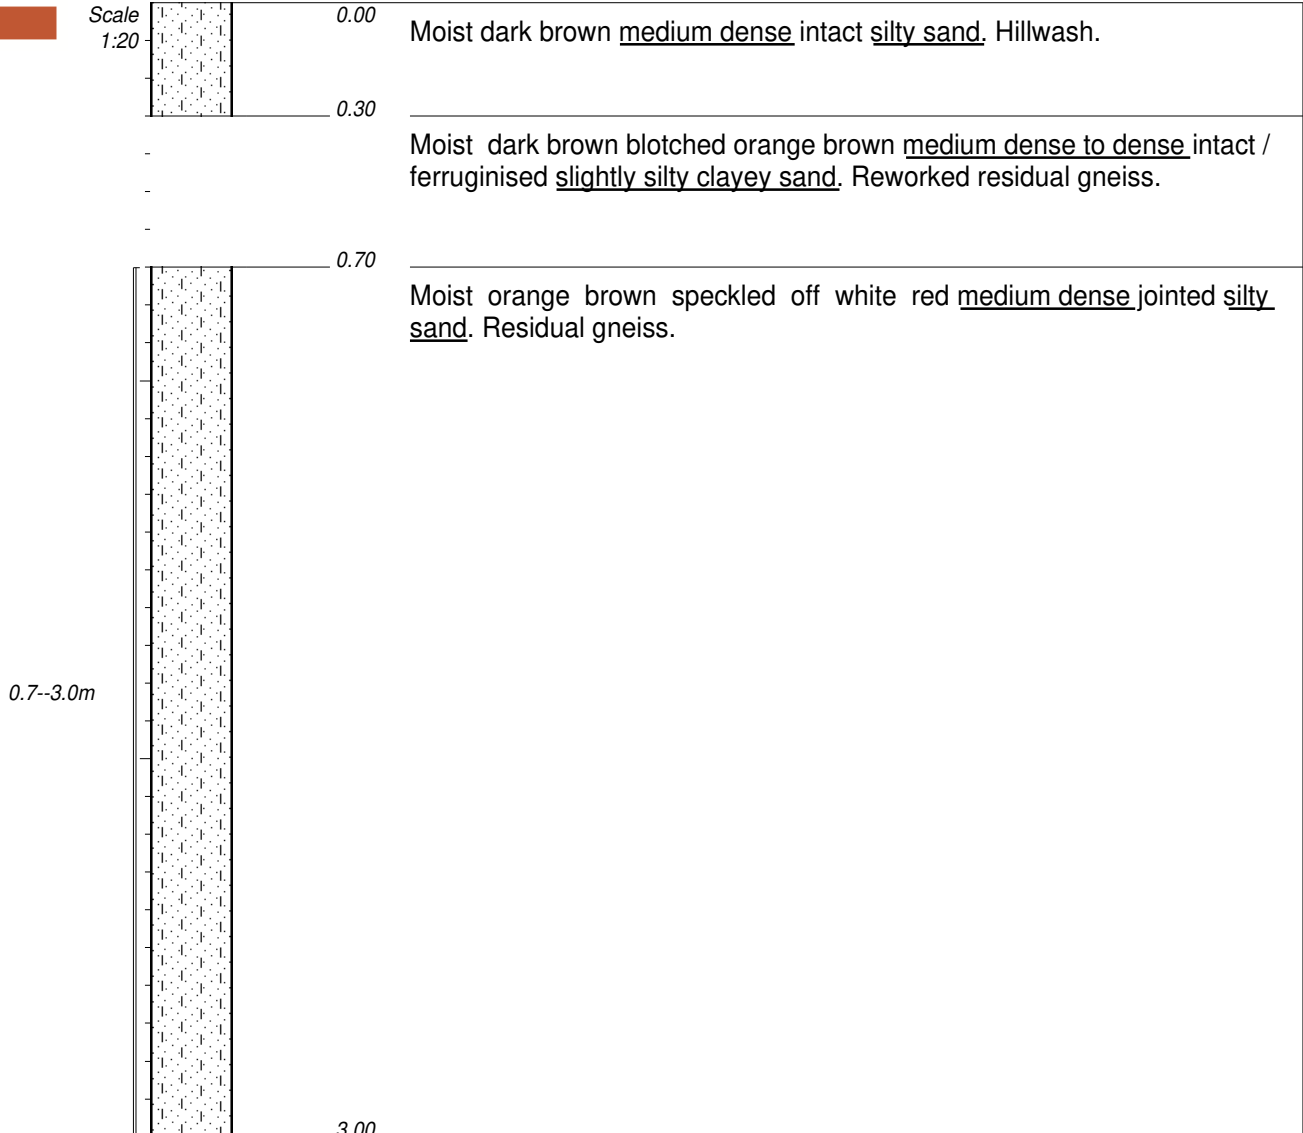 Scale
1:20
0.00
Moist dark brown medium dense intact silty sand. Hillwash.
0.30
Moist dark brown blotched orange brown medium dense to dense intact /
ferruginised slightly silty clayey sand. Reworked residual gneiss.
0.70
Moist orange brown speckled off white red medium dense jointed silty
sand. Residual gneiss.
0.7--3.0m
3.00